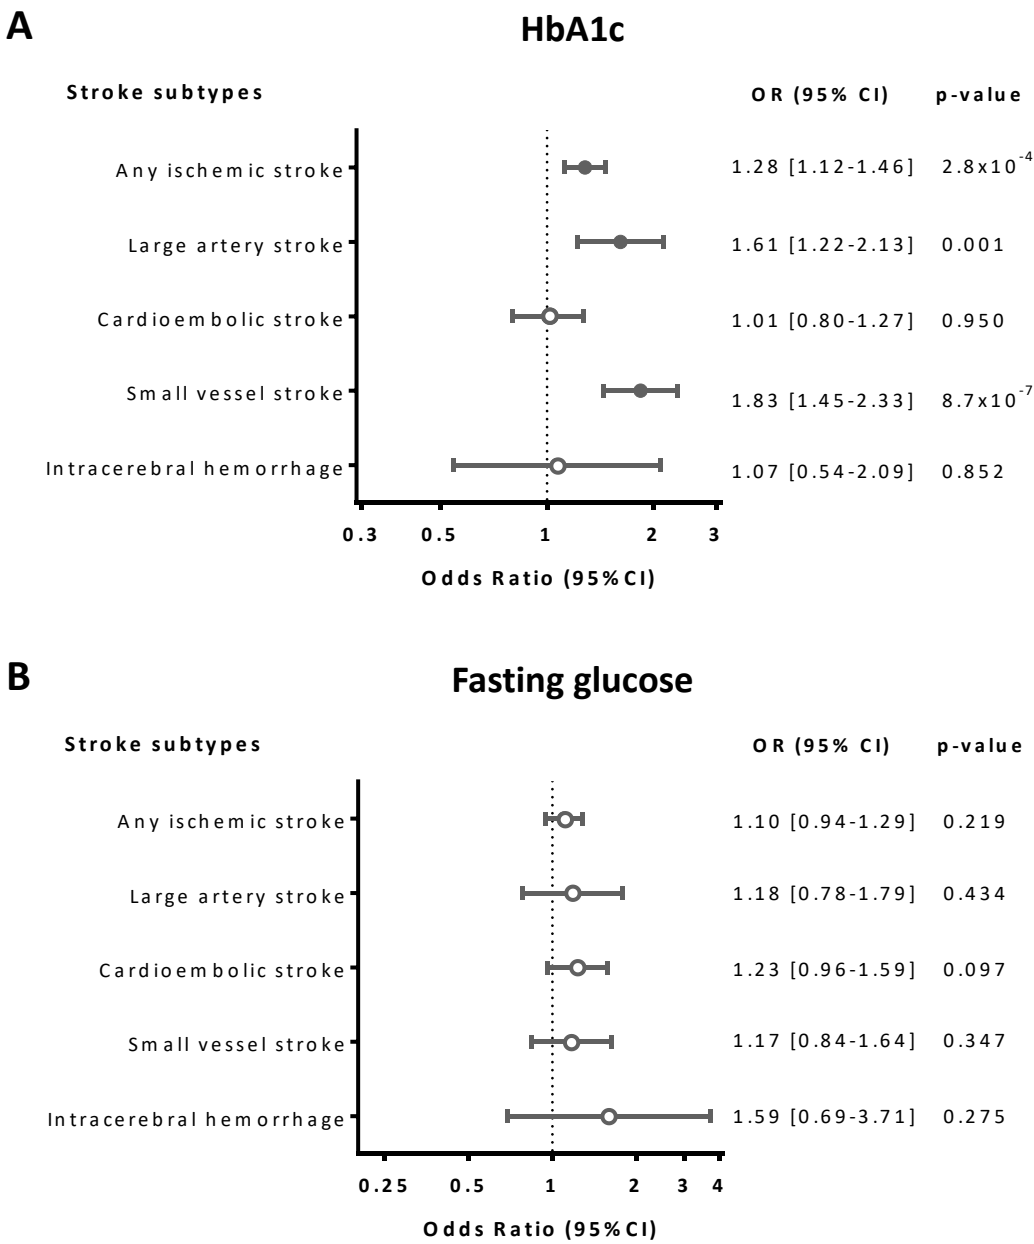 A
HbA1c
Stroke subtypes OR (95% CI) p-value
Any ischemic stroke 1.28 [1.12-1.46] 2.8x10⁻⁴
Large artery stroke 1.61 [1.22-2.13] 0.001
Cardioembolic stroke 1.01 [0.80-1.27] 0.950
Small vessel stroke 1.83 [1.45-2.33] 8.7x10⁻⁷
Intracerebral hemorrhage 1.07 [0.54-2.09] 0.852
0.3 0.5 1 2 3
Odds Ratio (95%CI)
B
Fasting glucose
Stroke subtypes OR (95% CI) p-value
Any ischemic stroke 1.10 [0.94-1.29] 0.219
Large artery stroke 1.18 [0.78-1.79] 0.434
Cardioembolic stroke 1.23 [0.96-1.59] 0.097
Small vessel stroke 1.17 [0.84-1.64] 0.347
Intracerebral hemorrhage 1.59 [0.69-3.71] 0.275
0.25 0.5 1 2 3 4
Odds Ratio (95%CI)